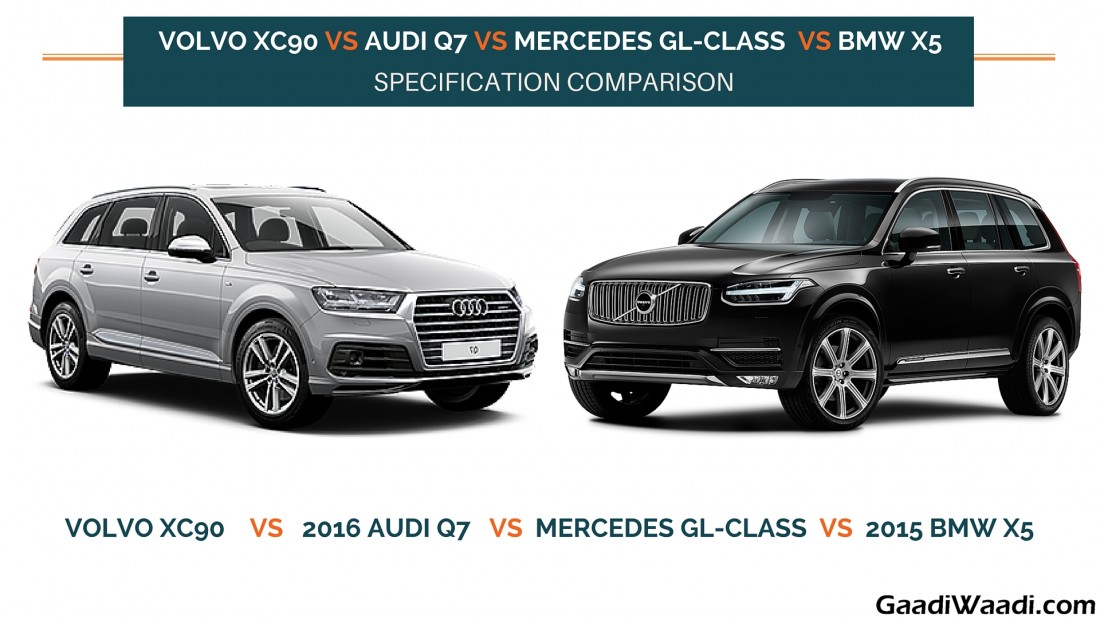 VOLVO XC90 VS AUDI Q7 VS MERCEDES GL-CLASS VS BMW X5
SPECIFICATION COMPARISON
VOLVO XC90 VS 2016 AUDI Q7 VS MERCEDES GL-CLASS VS 2015 BMW X5
GaadiWaadi.com